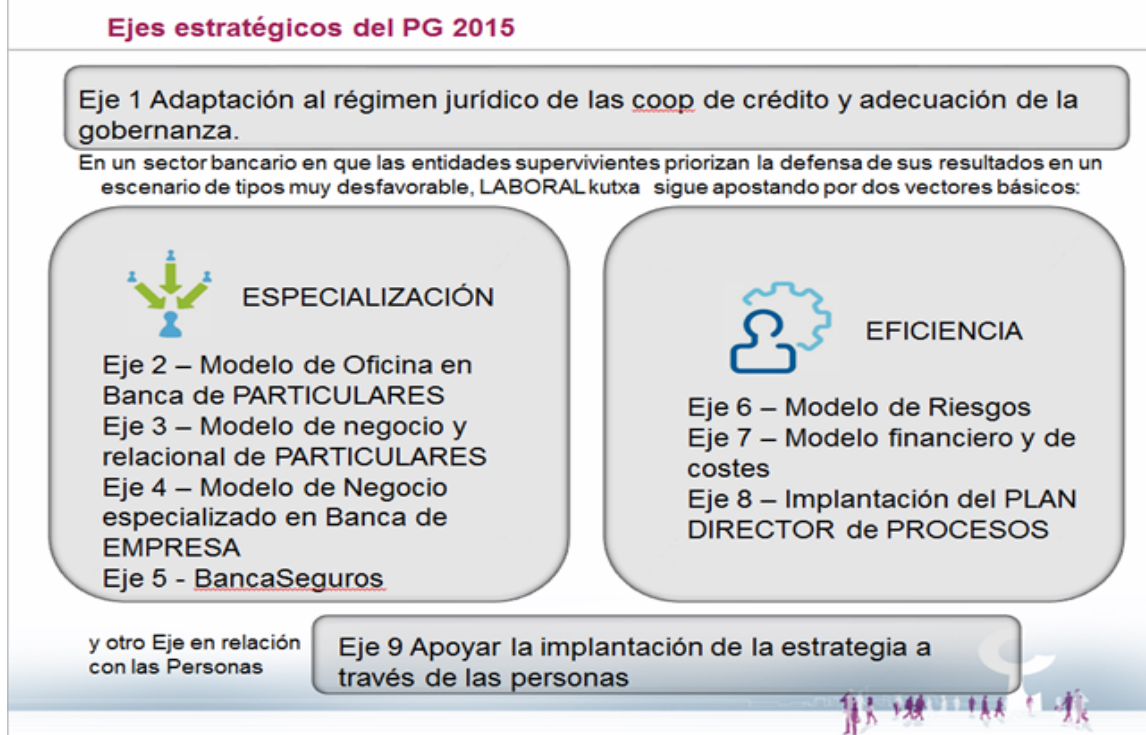 Ejes estratégicos del PG 2015
Eje 1 Adaptación al régimen jurídico de las coop de crédito y adecuación de la
gobernanza.
En un sector bancario en que las entidades supervivientes priorizan la defensa de sus resultados en un
escenario de tipos muy desfavorable, LABORAL kutxa sigue apostando por dos vectores básicos:
ESPECIALIZACIÓN
Eje 2 – Modelo de Oficina en
Banca de PARTICULARES
Eje 3 – Modelo de negocio y
relacional de PARTICULARES
Eje 4 – Modelo de Negocio
especializado en Banca de
EMPRESA
Eje 5 - BancaSeguros
EFICIENCIA
Eje 6 – Modelo de Riesgos
Eje 7 – Modelo financiero y de
costes
Eje 8 – Implantación del PLAN
DIRECTOR de PROCESOS
y otro Eje en relación
con las Personas
Eje 9 Apoyar la implantación de la estrategia a
través de las personas